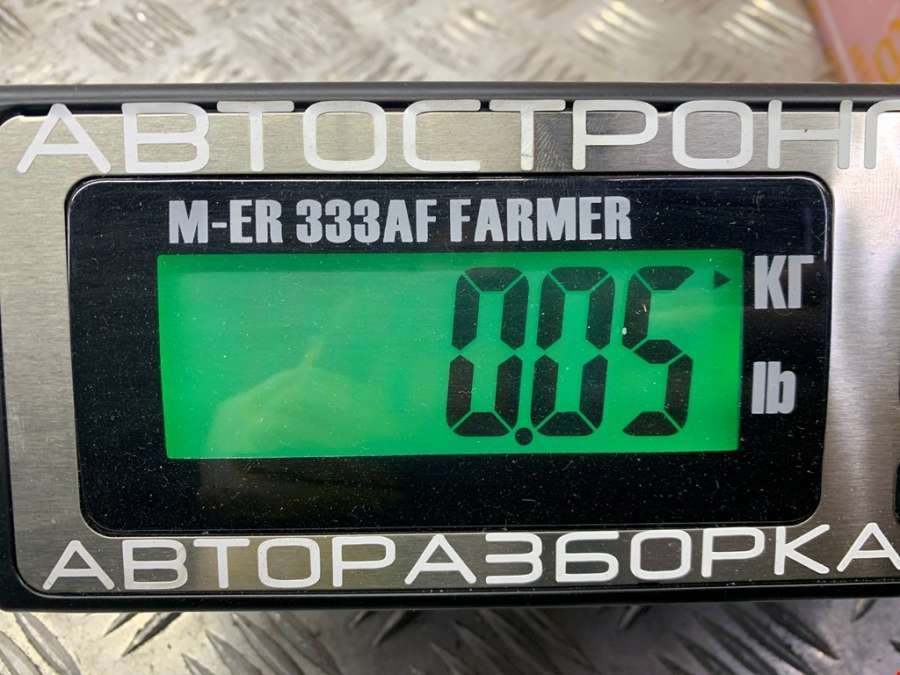 АВТОСТРОНГ
M-ER 333AF FARMER
0.05 КГ
lb
АВТОРАЗБОРКА